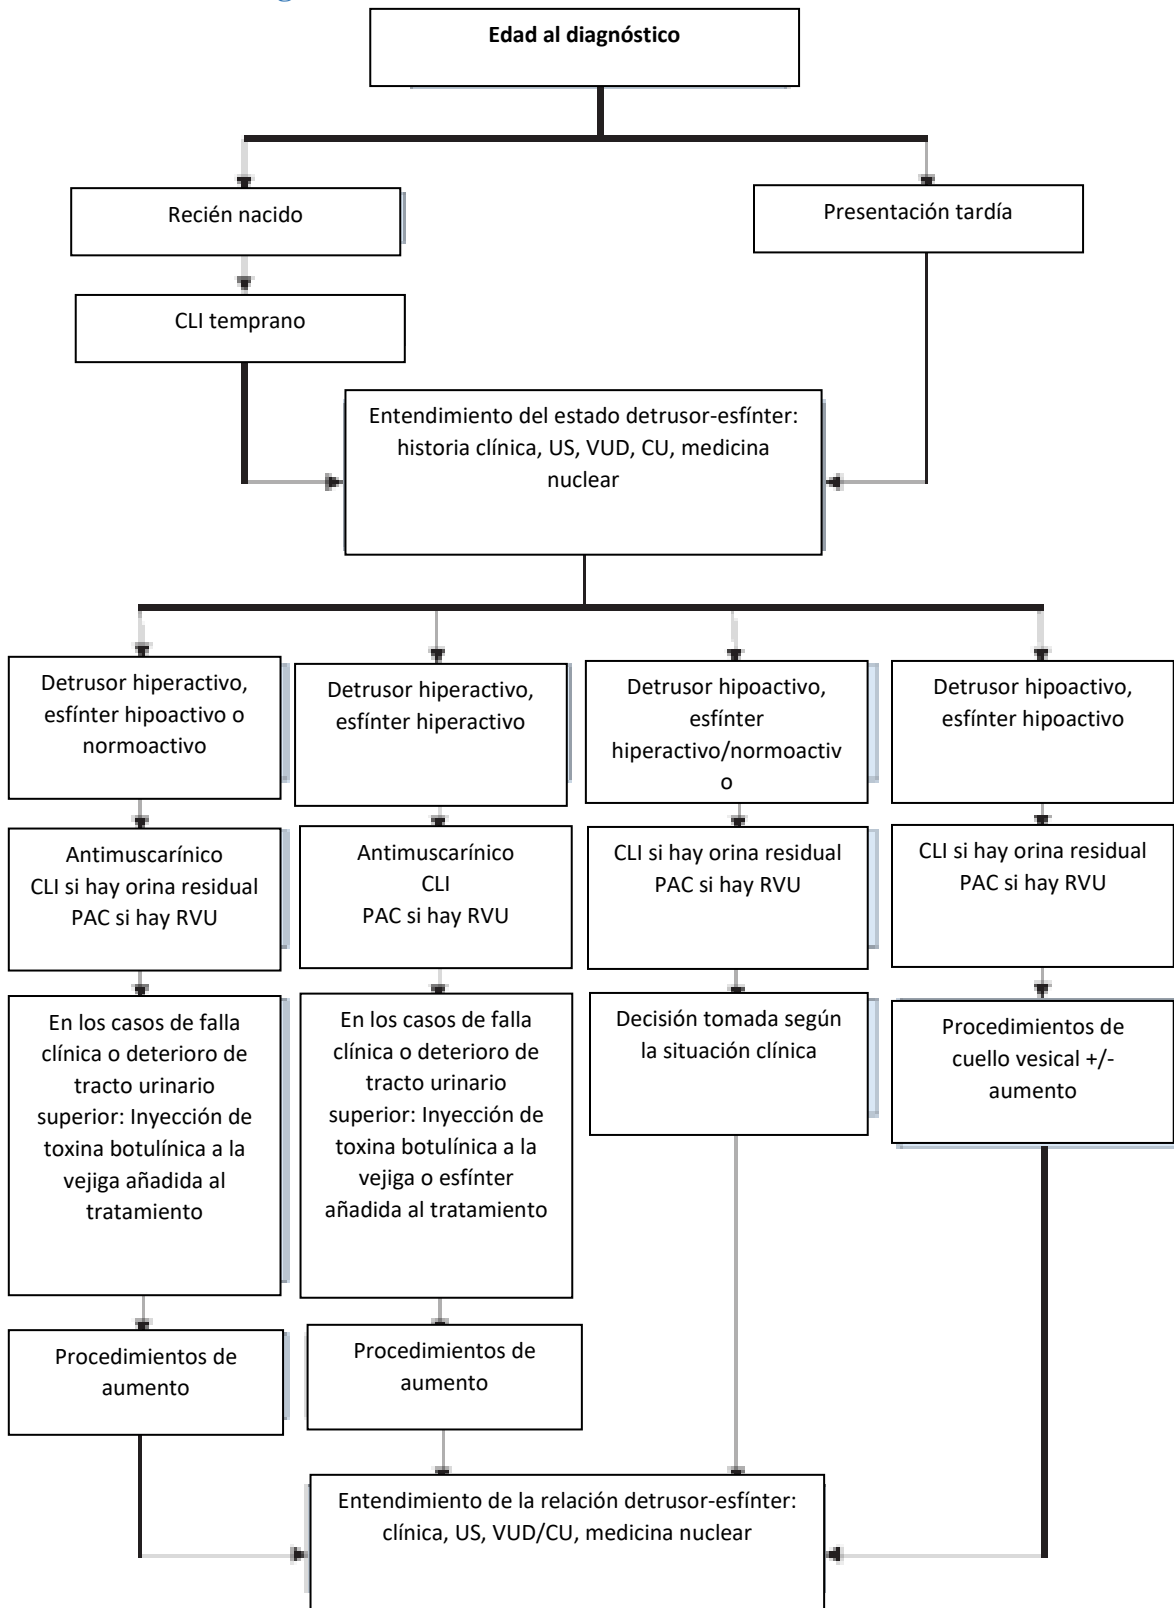 Edad al diagnóstico
Recién nacido
Presentación tardía
CLI temprano
Entendimiento del estado detrusor-esfínter:
historia clínica, US, VUD, CU, medicina
nuclear
Detrusor hiperactivo,
esfínter hipoactivo o
normoactivo
Detrusor hiperactivo,
esfínter hiperactivo
Detrusor hipoactivo,
esfínter
hiperactivo/normoactiv
o
Detrusor hipoactivo,
esfínter hipoactivo
Antimuscarínico
CLI si hay orina residual
PAC si hay RVU
Antimuscarínico
CLI
PAC si hay RVU
CLI si hay orina residual
PAC si hay RVU
CLI si hay orina residual
PAC si hay RVU
En los casos de falla
clínica o deterioro de
tracto urinario
superior: Inyección de
toxina botulínica a la
vejiga añadida al
tratamiento
En los casos de falla
clínica o deterioro de
tracto urinario
superior: Inyección de
toxina botulínica a la
vejiga o esfínter
añadida al tratamiento
Decisión tomada según
la situación clínica
Procedimientos de
cuello vesical +/-
aumento
Procedimientos de
aumento
Procedimientos de
aumento
Entendimiento de la relación detrusor-esfínter:
clínica, US, VUD/CU, medicina nuclear